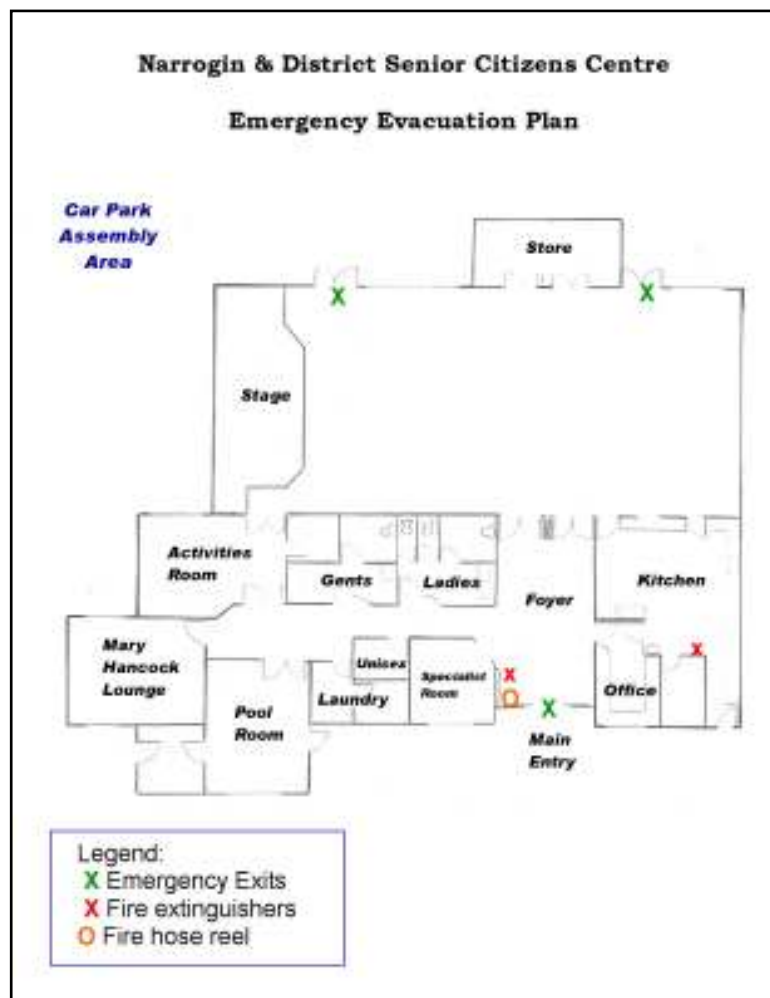 Narrogin & District Senior Citizens Centre
Emergency Evacuation Plan
Car Park
Assembly
Area
Store
Stage
Activities
Room
Gents
Ladies
Foyer
Kitchen
Mary
Hancock
Lounge
Unisex
Specialist
Room
Laundry
Office
Pool
Room
Main
Entry
X
X
X
X
X
O
Legend:
X Emergency Exits
X Fire extinguishers
O Fire hose reel